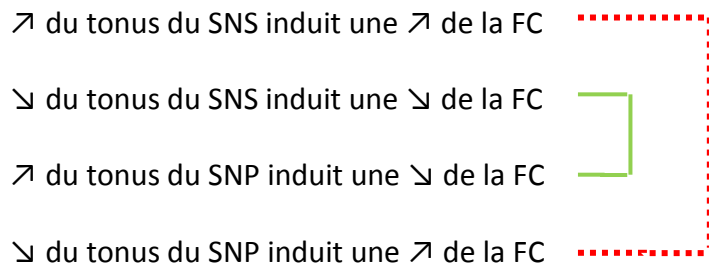 ↗ du tonus du SNS induit une ↗ de la FC
↘ du tonus du SNS induit une ↘ de la FC
↗ du tonus du SNP induit une ↘ de la FC
↘ du tonus du SNP induit une ↗ de la FC